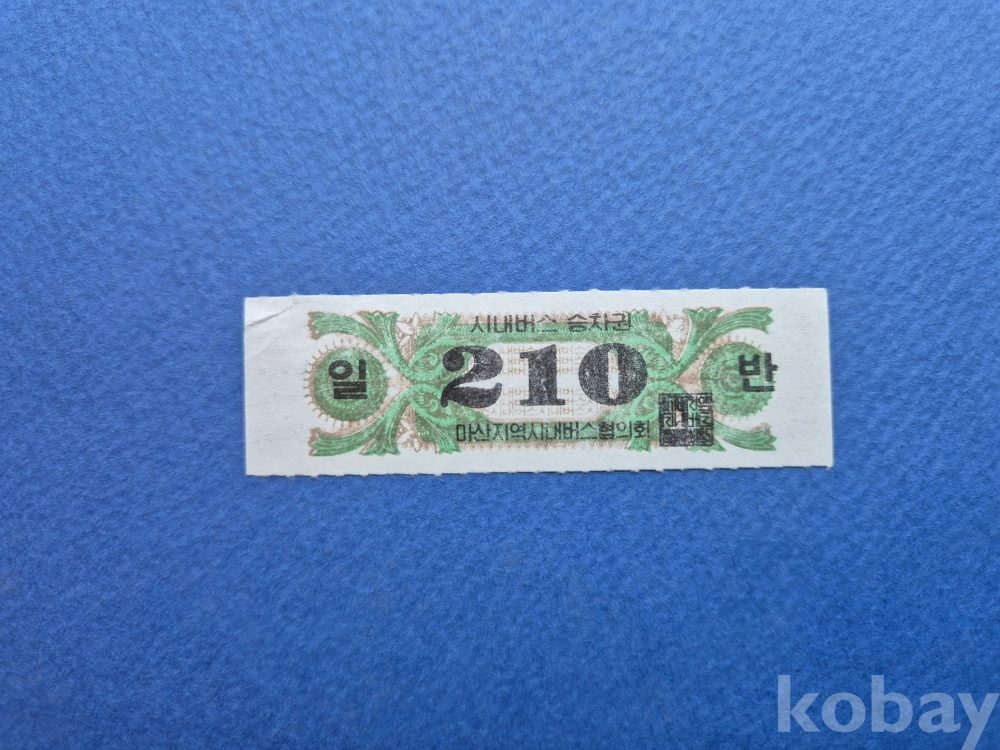 시내버스 승차권
일 210 반
마산지역시내버스협의회
kobay